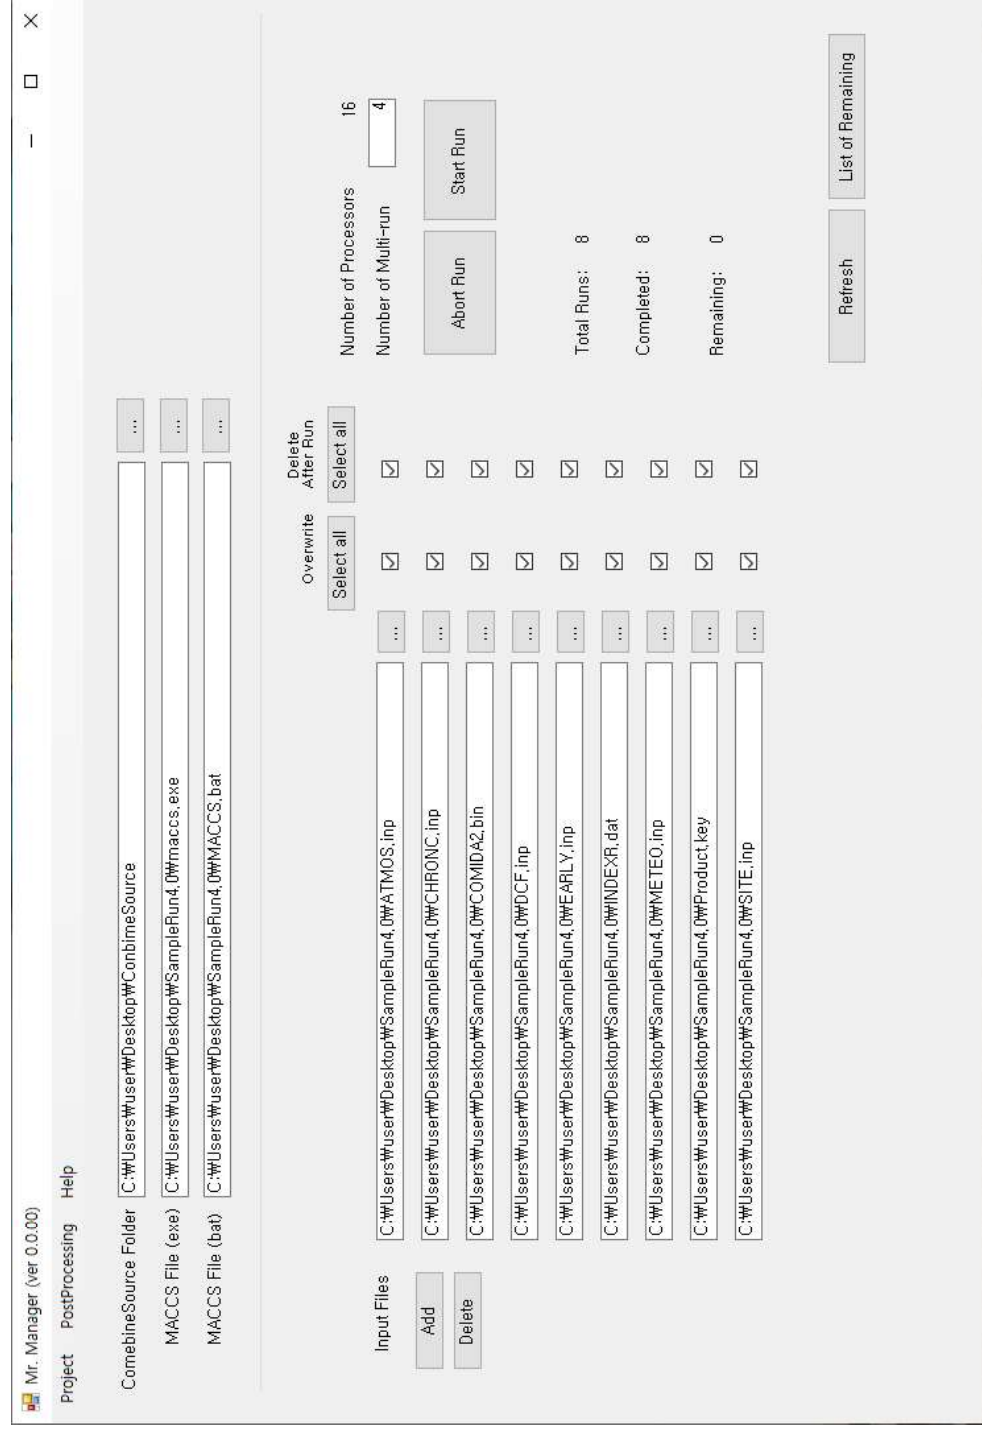 Mr. Manager (ver 0.0.00)
Project PostProcessing Help
ComebineSource Folder C:₩Users₩user₩Desktop₩ConbimeSource ...
MACCS File (exe) C:₩Users₩user₩Desktop₩SampleRun4.0₩maccs.exe ...
MACCS File (bat) C:₩Users₩user₩Desktop₩SampleRun4.0₩MACCS.bat ...
Overwrite Delete After Run
Select all Select all
Input Files C:₩Users₩user₩Desktop₩SampleRun4.0₩ATMOS.inp ...
Add C:₩Users₩user₩Desktop₩SampleRun4.0₩CHRONC.inp ...
Delete C:₩Users₩user₩Desktop₩SampleRun4.0₩COMIDA2.bin ...
C:₩Users₩user₩Desktop₩SampleRun4.0₩DCF.inp ...
C:₩Users₩user₩Desktop₩SampleRun4.0₩EARLY.inp ...
C:₩Users₩user₩Desktop₩SampleRun4.0₩INDEXR.dat ...
C:₩Users₩user₩Desktop₩SampleRun4.0₩METEO.inp ...
C:₩Users₩user₩Desktop₩SampleRun4.0₩Product.key ...
C:₩Users₩user₩Desktop₩SampleRun4.0₩SITE.inp ...
Number of Processors 16
Number of Multi-run 4
Abort Run Start Run
Total Runs: 8
Completed: 8
Remaining: 0
Refresh List of Remaining